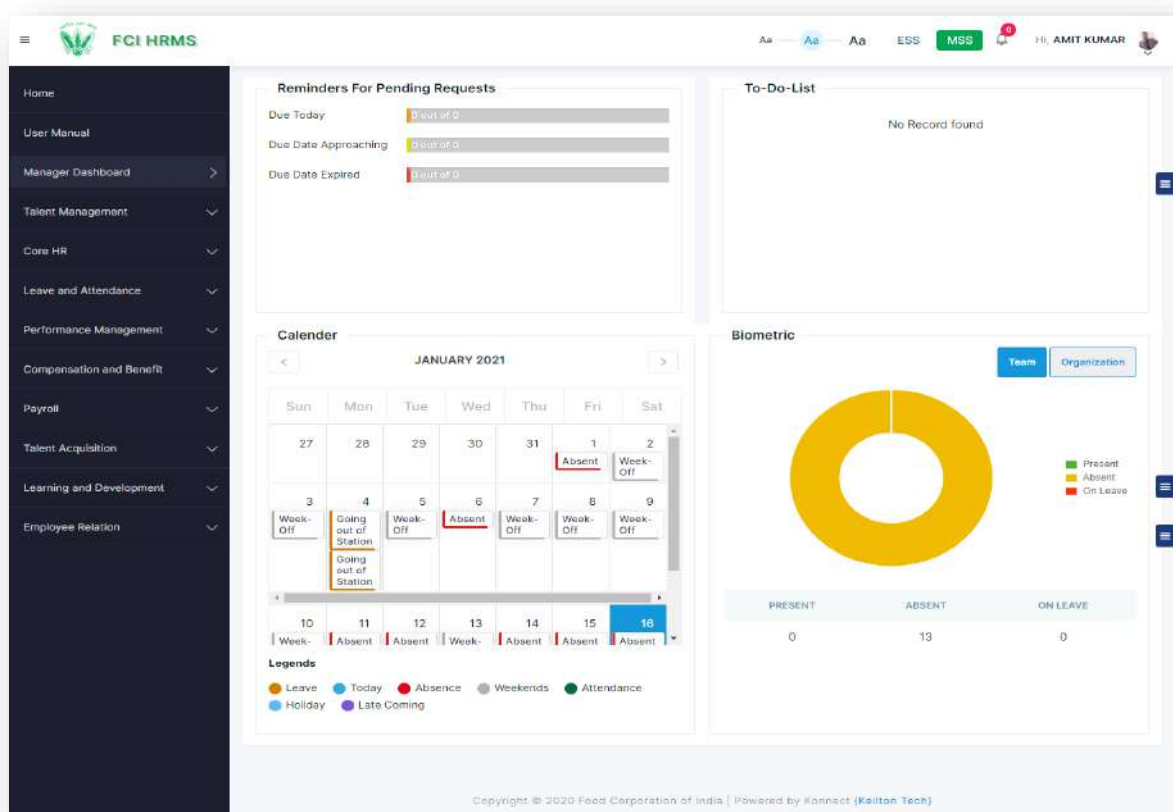 FCI HRMS
Aa Aa Aa ESS MSS 0 Hi, AMIT KUMAR
Home
User Manual
Manager Dashboard
Talent Management
Core HR
Leave and Attendance
Performance Management
Compensation and Benefit
Payroll
Talent Acquisition
Learning and Development
Employee Relation
Reminders For Pending Requests
Due Today 0 out of 0
Due Date Approaching 0 out of 0
Due Date Expired 0 out of 0
To-Do-List
No Record found
Calender
< JANUARY 2021 >
Sun Mon Tue Wed Thu Fri Sat
27 28 29 30 31 1 2
Absent Week-Off
3 4 5 6 7 8 9
Week-Off Going out of Station Week-Off Absent Week-Off Week-Off Week-Off
Going out of Station
10 11 12 13 14 15 16
Week- Absent Absent Week- Absent Absent Absent
Legends
Leave Today Absence Weekends Attendance
Holiday Late Coming
Biometric
Team Organization
Present
Absent
On Leave
PRESENT ABSENT ON LEAVE
0 13 0
Copyright © 2020 Food Corporation of India | Powered by Konnect (Kellton Tech)